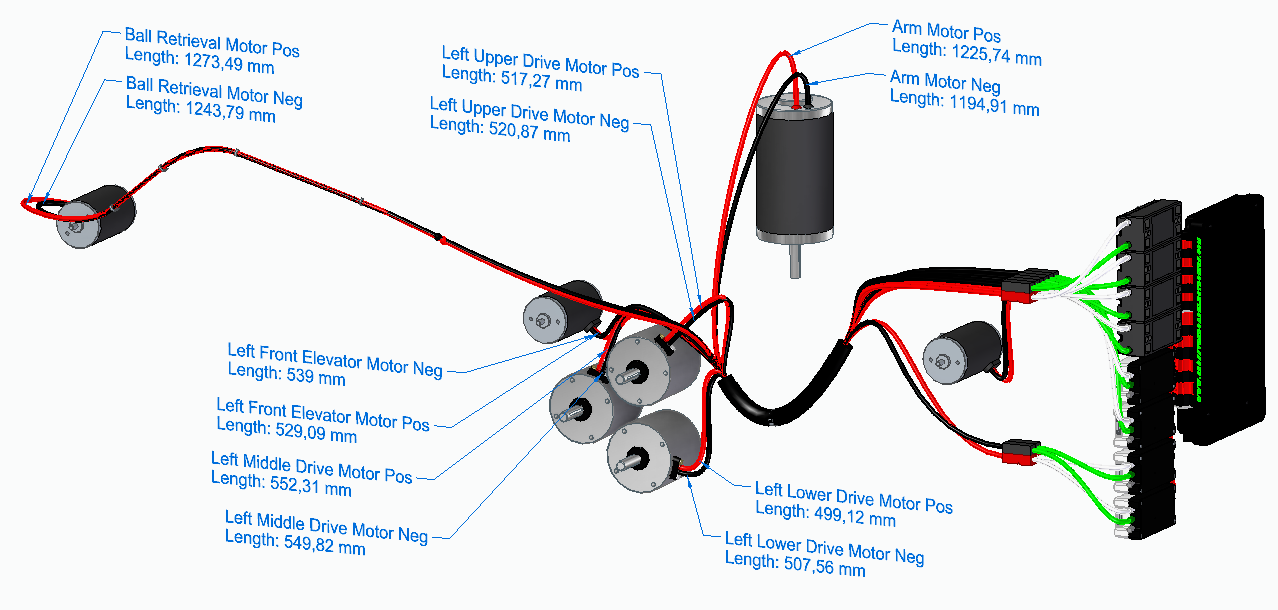 Ball Retrieval Motor Pos
Length: 1273,49 mm
Ball Retrieval Motor Neg
Length: 1243,79 mm
Left Upper Drive Motor Pos
Length: 517,27 mm
Left Upper Drive Motor Neg
Length: 520,87 mm
Arm Motor Pos
Length: 1225,74 mm
Arm Motor Neg
Length: 1194,91 mm
Left Front Elevator Motor Neg
Length: 539 mm
Left Front Elevator Motor Pos
Length: 529,09 mm
Left Middle Drive Motor Pos
Length: 552,31 mm
Left Middle Drive Motor Neg
Length: 549,82 mm
Left Lower Drive Motor Pos
Length: 499,12 mm
Left Lower Drive Motor Neg
Length: 507,56 mm